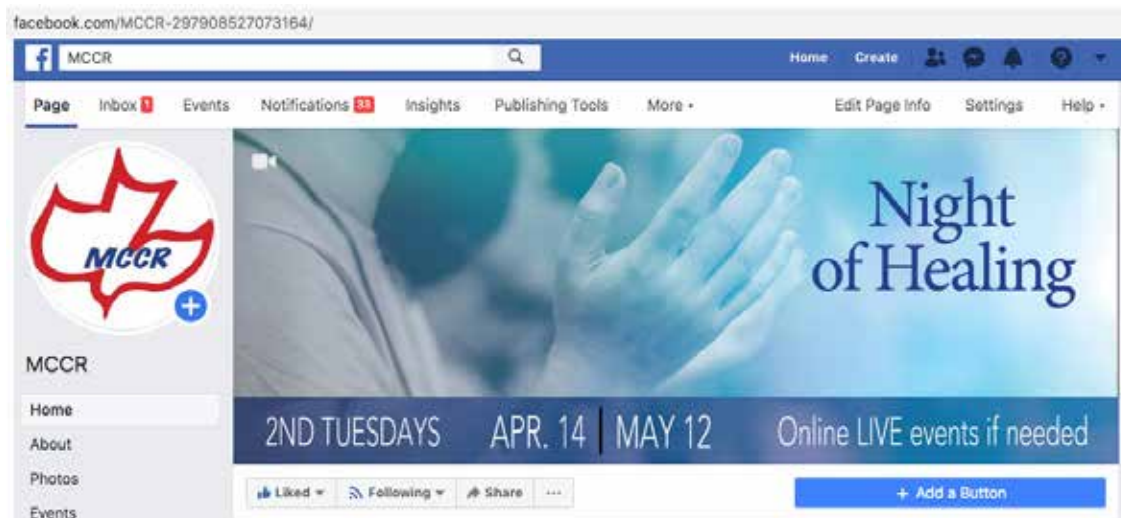 facebook.com/MCCR-297908527073164/
MCCR Home Create
Page Inbox 1 Events Notifications 33 Insights Publishing Tools More Edit Page Info Settings Help
MCCR
Night
of Healing
MCCR
Home
About
Photos
Events
2ND TUESDAYS APR. 14 | MAY 12 Online LIVE events if needed
Liked Following Share ... + Add a Button